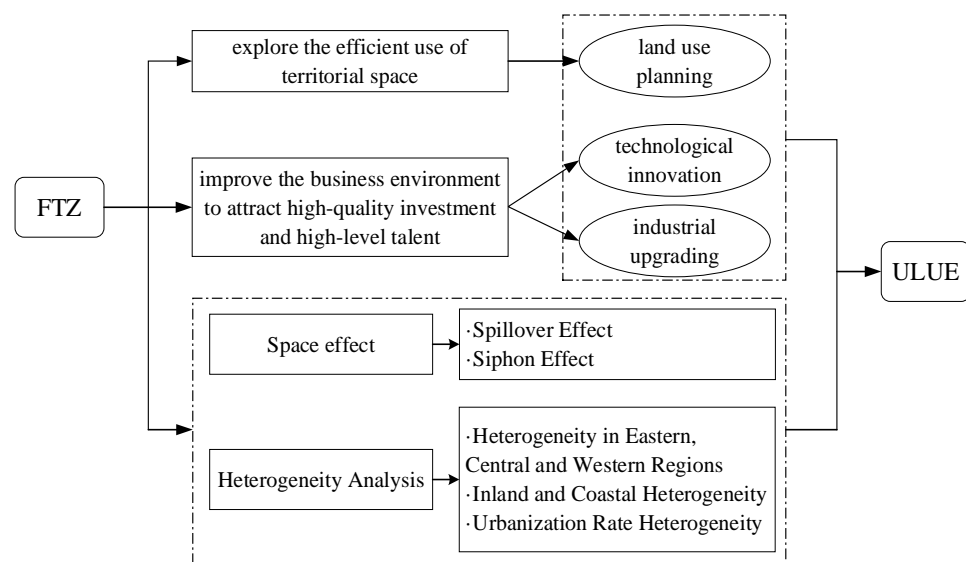 FTZ
explore the efficient use of
territorial space
land use
planning
improve the business environment
to attract high-quality investment
and high-level talent
technological
innovation
industrial
upgrading
ULUE
Space effect
·Spillover Effect
·Siphon Effect
Heterogeneity Analysis
·Heterogeneity in Eastern,
Central and Western Regions
·Inland and Coastal Heterogeneity
·Urbanization Rate Heterogeneity